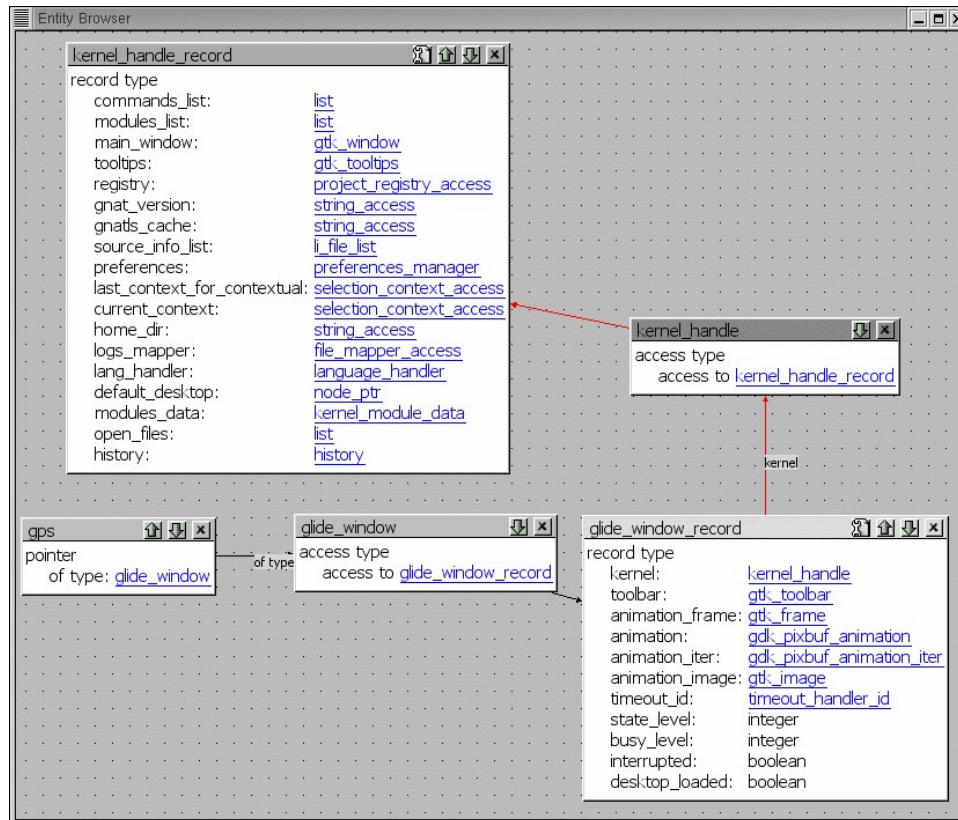 Entity Browser
kernel_handle_record
record type
commands_list: list
modules_list: list
main_window: gtk_window
tooltips: gtk_tooltips
registry: project_registry_access
gnat_version: string_access
gnatls_cache: string_access
source_info_list: li_file_list
preferences: preferences_manager
last_context_for_contextual: selection_context_access
current_context: selection_context_access
home_dir: string_access
logs_mapper: file_mapper_access
lang_handler: language_handler
default_desktop: node_ptr
modules_data: kernel_module_data
open_files: list
history: history
kernel_handle
access type
access to kernel_handle_record
kernel
gps
pointer
of type: glide_window
of type
glide_window
access type
access to glide_window_record
glide_window_record
record type
kernel: kernel_handle
toolbar: gtk_toolbar
animation_frame: gtk_frame
animation: gdk_pixbuf_animation
animation_iter: gdk_pixbuf_animation_iter
animation_image: gtk_image
timeout_id: timeout_handler_id
state_level: integer
busy_level: integer
interrupted: boolean
desktop_loaded: boolean